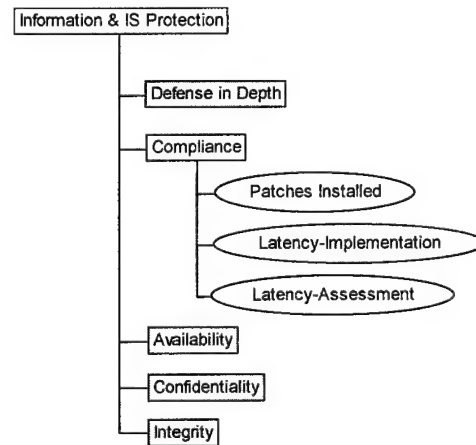 Information & IS Protection
Defense in Depth
Compliance
Patches Installed
Latency-Implementation
Latency-Assessment
Availability
Confidentiality
Integrity